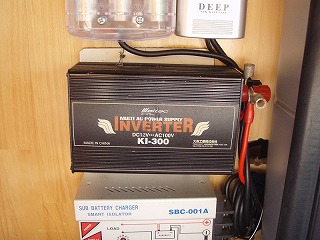 DEEP
MULTI AC POWER SUPPLY
INVERTER
DC12V AC100V
KI-300
MADE IN CHINA
SUB BATTERY CHARGER
SMART ISOLATOR
SBC-001A
LOAD